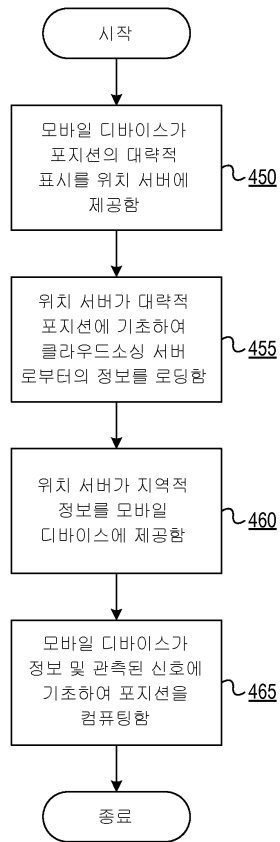 시작
모바일 디바이스가
포지션의 대략적
표시를 위치 서버에
제공함
450
위치 서버가 대략적
포지션에 기초하여
클라우드소싱 서버
로부터의 정보를 로딩함
455
위치 서버가 지역적
정보를 모바일
디바이스에 제공함
460
모바일 디바이스가
정보 및 관측된 신호에
기초하여 포지션을
컴퓨팅함
465
종료